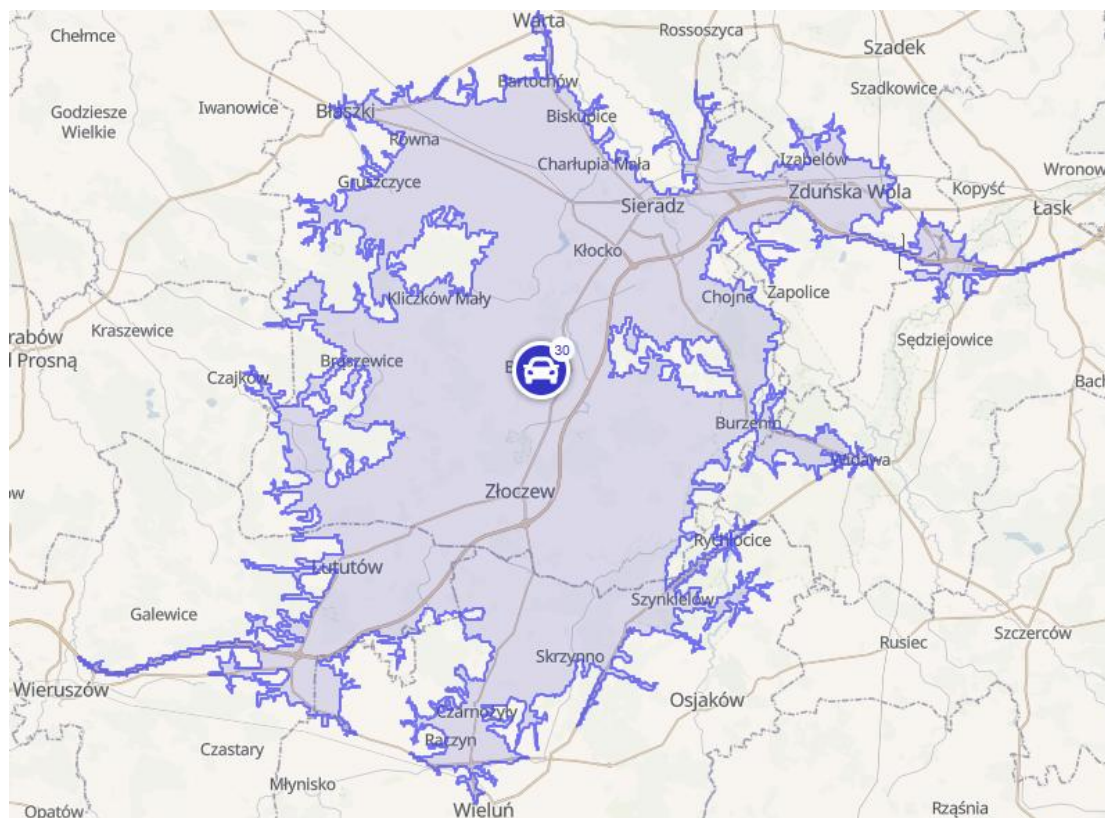 Warta
Rossoszyca
Chełmce
Szadek
Bartochów
Szadkowice
Iwanowice
Błaszki
Godziesze
Wielkie
Biskupice
Równa
Charłupia Mała
Izabelów
Wronow
Gruszczyce
Zduńska Wola
Kopyść
Sieradz
Łask
Kłocko
Kliczków Mały
Chojne
Zapolice
Kraszewice
rabów
l Prosną
Sędziejowice
30
Brąszewice
B
Czajków
Bach
Burzenin
Widawa
Złoczew
ow
Rychłocice
Lututów
Szynkielów
Galewice
Rusiec
Szczerców
Skrzynno
Wieruszów
Osjaków
Czarnożyły
Raczyn
Czastary
Młynisko
Wieluń
Opatów
Rząśnia